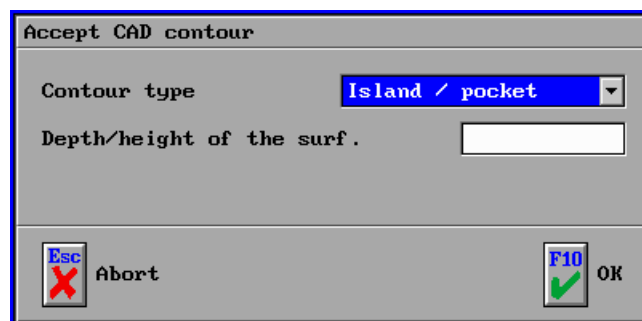 Accept CAD contour
Contour type Island / pocket
Depth/height of the surf.
Esc Abort F10 OK